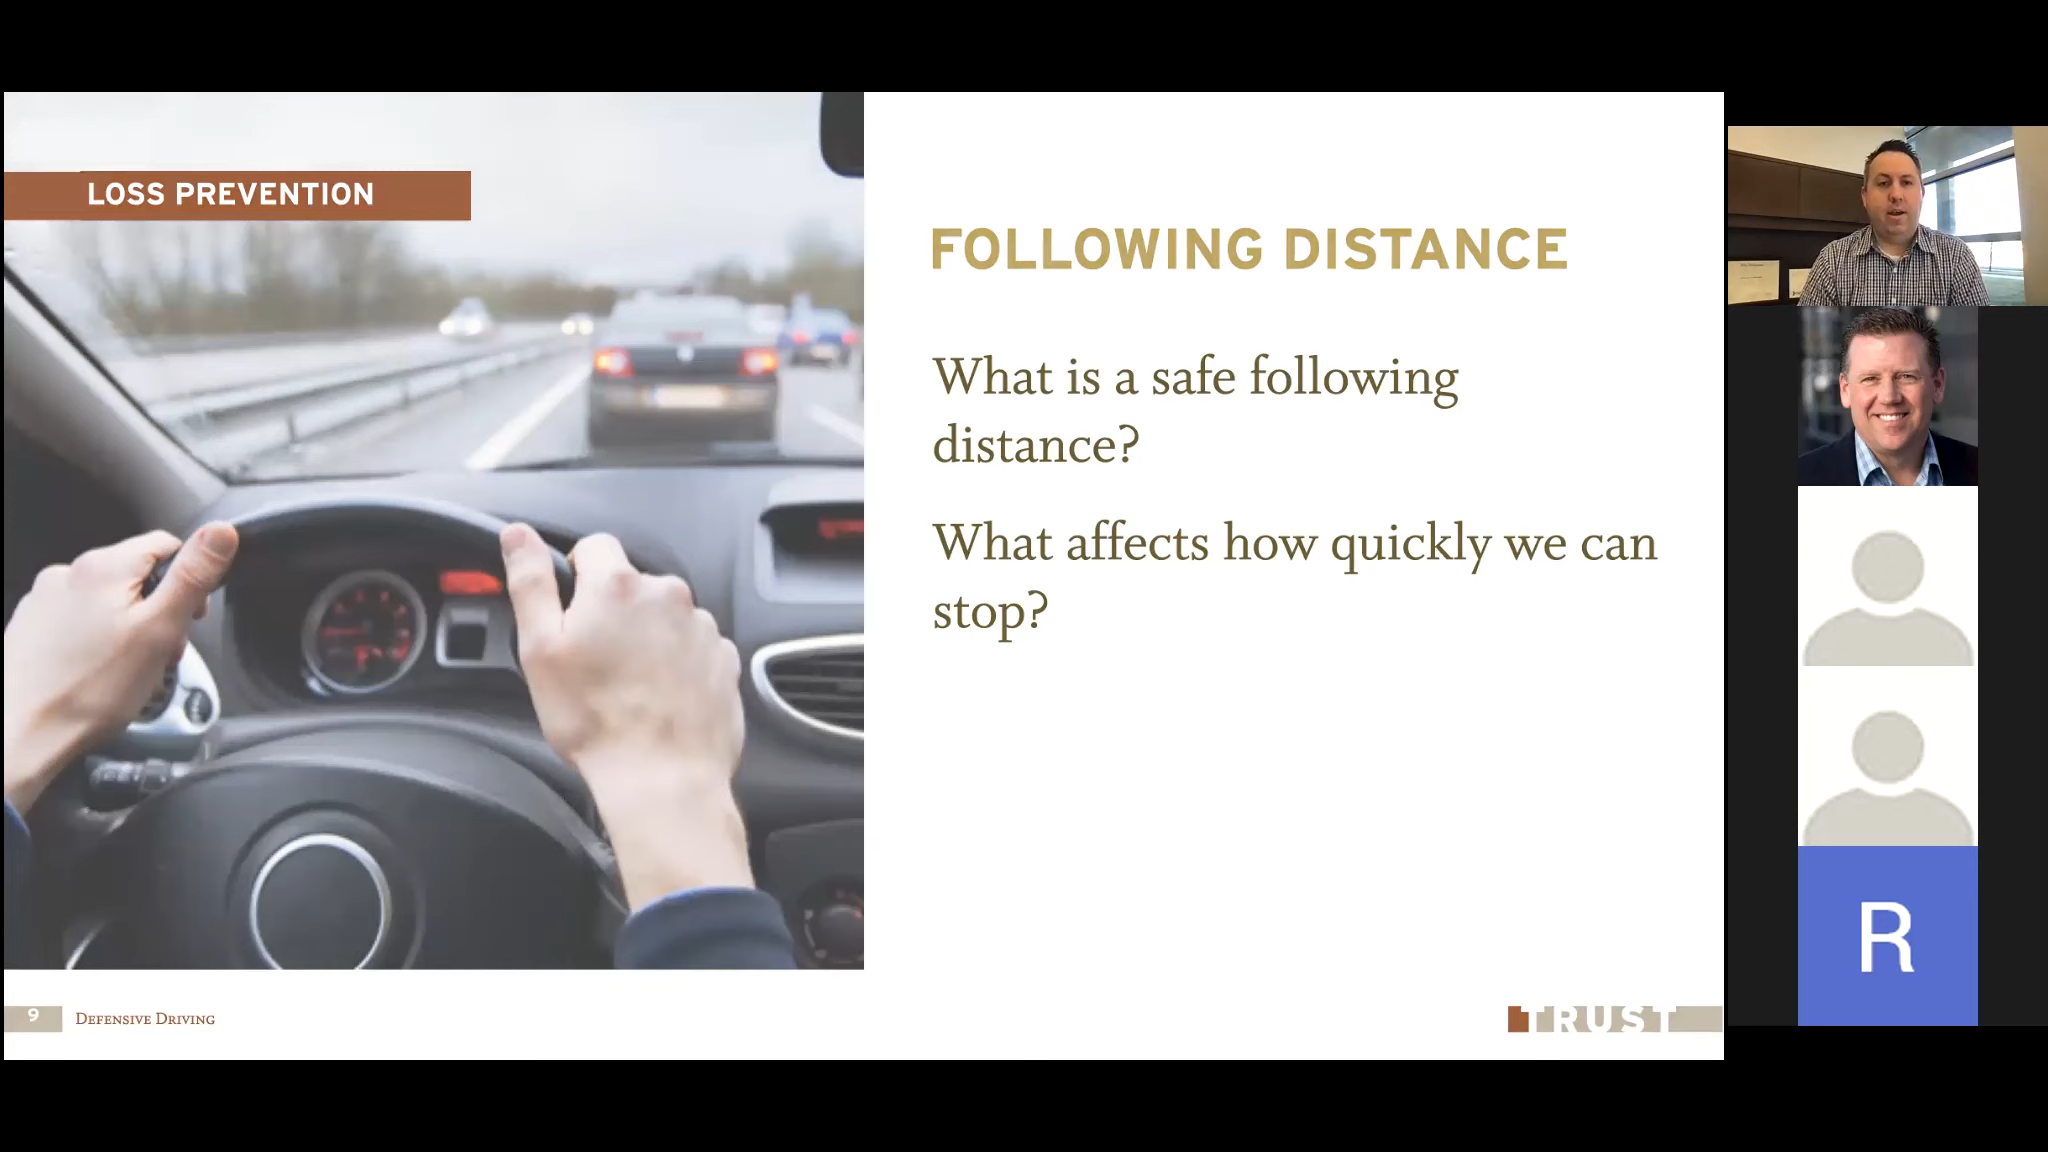 LOSS PREVENTION
FOLLOWING DISTANCE
What is a safe following
distance?
What affects how quickly we can
stop?
9
DEFENSIVE DRIVING
TRUST
R